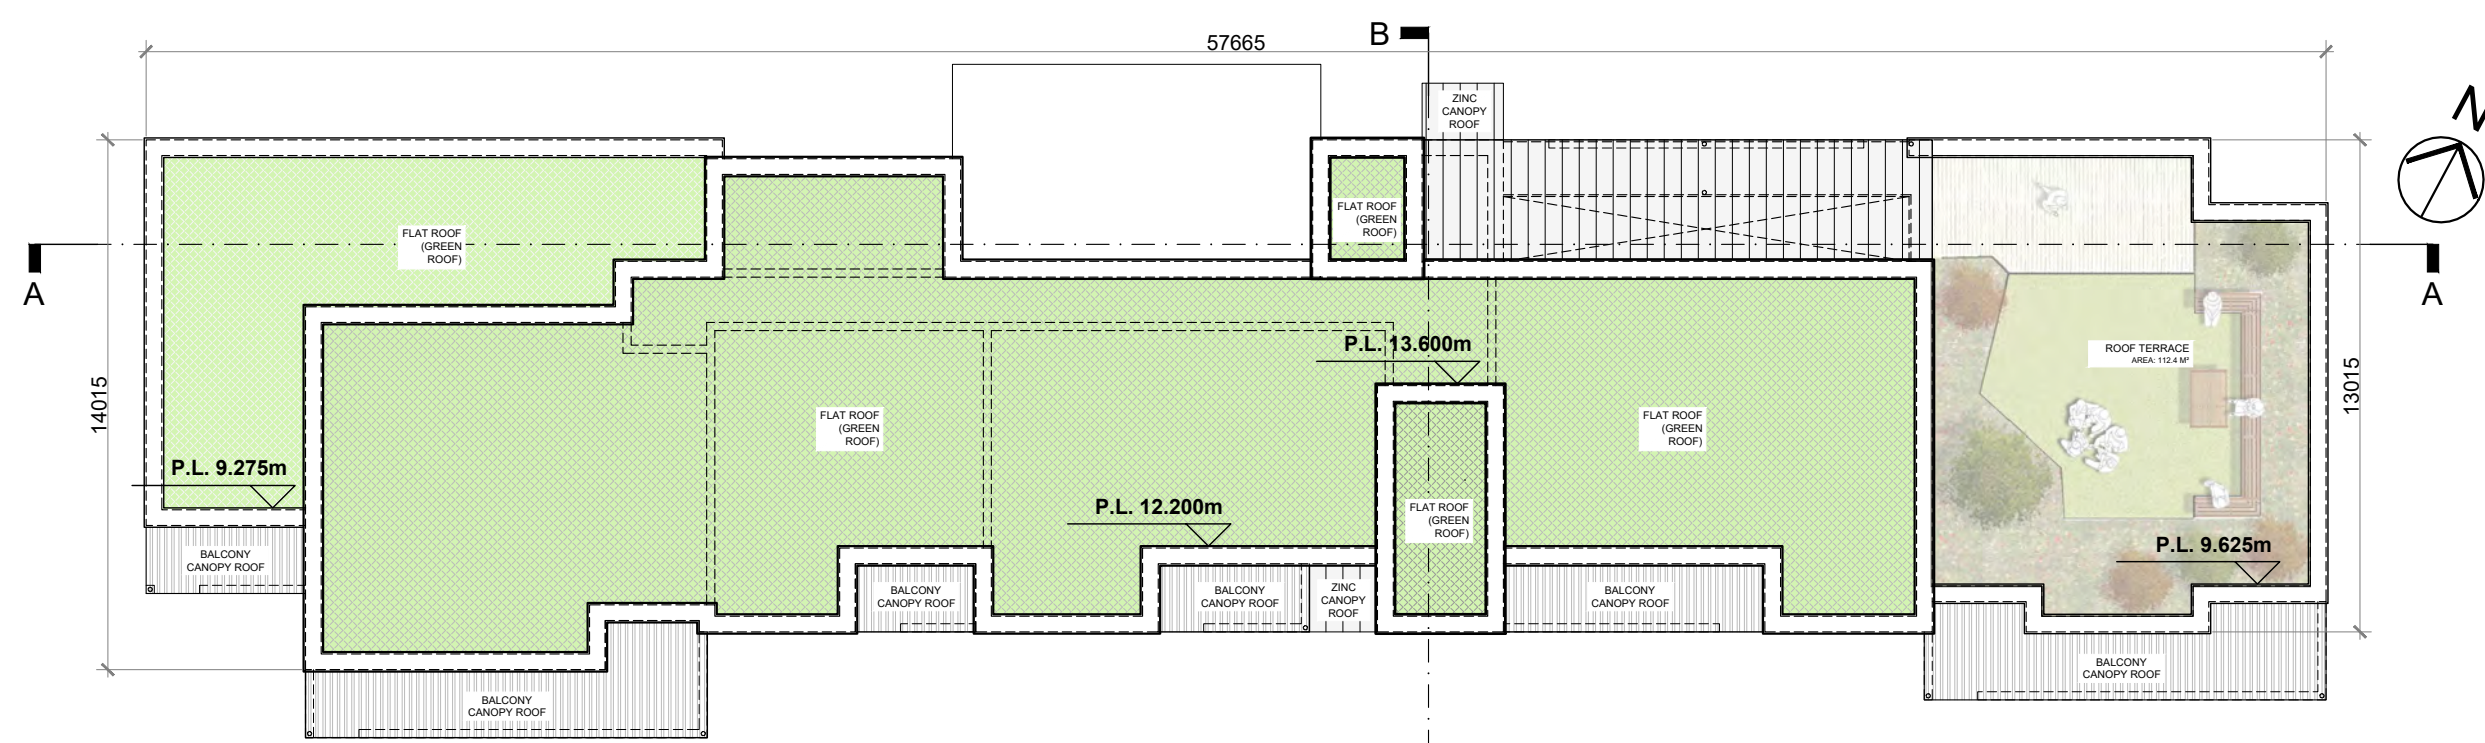 B
57665
ZINC
CANOPY
ROOF
N
FLAT ROOF
(GREEN
ROOF)
FLAT ROOF
(GREEN
ROOF)
A
A
P.L. 13.600m
ROOF TERRACE
AREA: 112.4 M²
14015
13015
FLAT ROOF
(GREEN
ROOF)
FLAT ROOF
(GREEN
ROOF)
P.L. 9.275m
P.L. 12.200m
FLAT ROOF
(GREEN
ROOF)
P.L. 9.625m
BALCONY
CANOPY ROOF
BALCONY
CANOPY ROOF
BALCONY
CANOPY ROOF
ZINC
CANOPY
ROOF
BALCONY
CANOPY ROOF
BALCONY
CANOPY ROOF
BALCONY
CANOPY ROOF